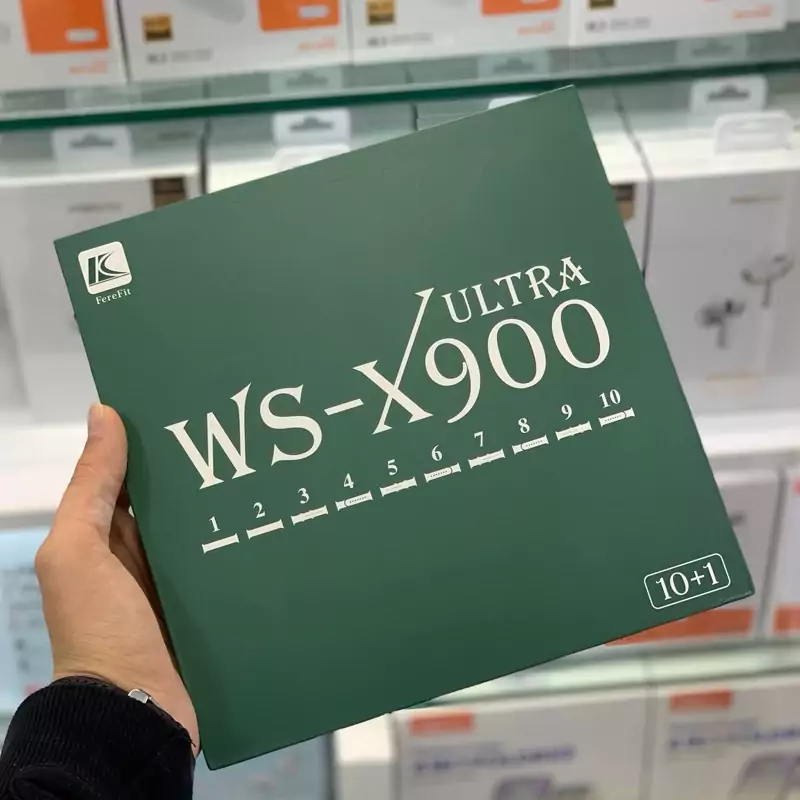 FereFit
ULTRA
WS-X900
1 2 3 4 5 6 7 8 9 10
10+1